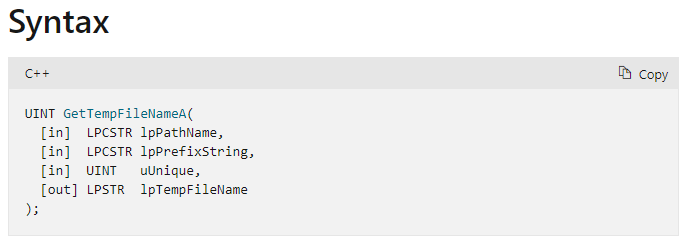 Syntax
C++
Copy
UINT GetTempFileNameA(
  [in]  LPCSTR lpPathName,
  [in]  LPCSTR lpPrefixString,
  [in]  UINT   uUnique,
  [out] LPSTR  lpTempFileName
);